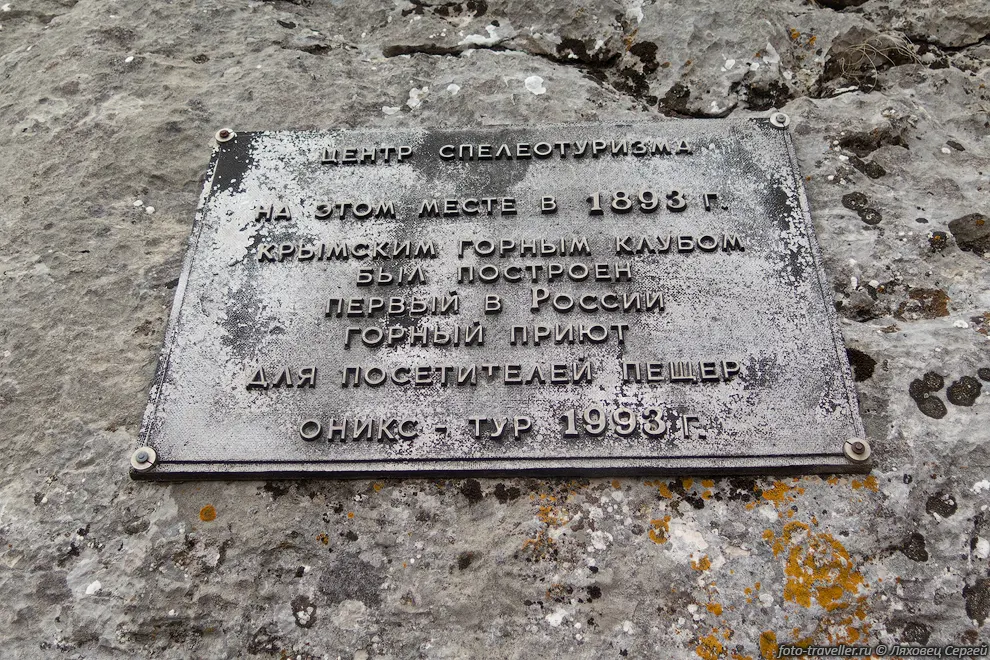 ЦЕНТР СПЕЛЕОТУРИЗМА
НА ЭТОМ МЕСТЕ В 1893 Г.
КРЫМСКИМ ГОРНЫМ КЛУБОМ
БЫЛ ПОСТРОЕН
ПЕРВЫЙ В РОССИИ
ГОРНЫЙ ПРИЮТ
ДЛЯ ПОСЕТИТЕЛЕЙ ПЕЩЕР
ОНИКС - ТУР 1993 Г.
foto-traveller.ru © Ляховец Сергей